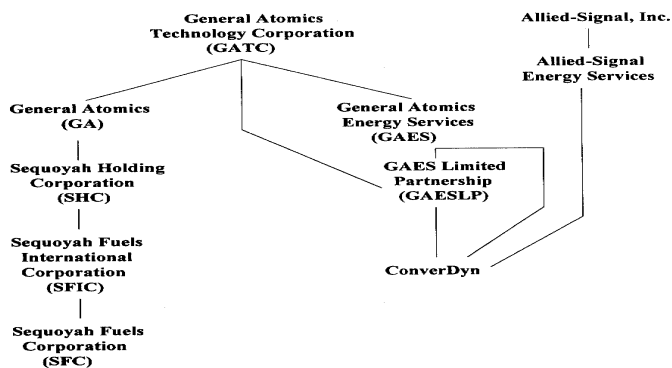 General Atomics
Technology Corporation
(GATC)
Allied-Signal, Inc.
Allied-Signal
Energy Services
General Atomics
(GA)
General Atomics
Energy Services
(GAES)
Sequoyah Holding
Corporation
(SHC)
GAES Limited
Partnership
(GAESLP)
Sequoyah Fuels
International
Corporation
(SFIC)
ConverDyn
Sequoyah Fuels
Corporation
(SFC)